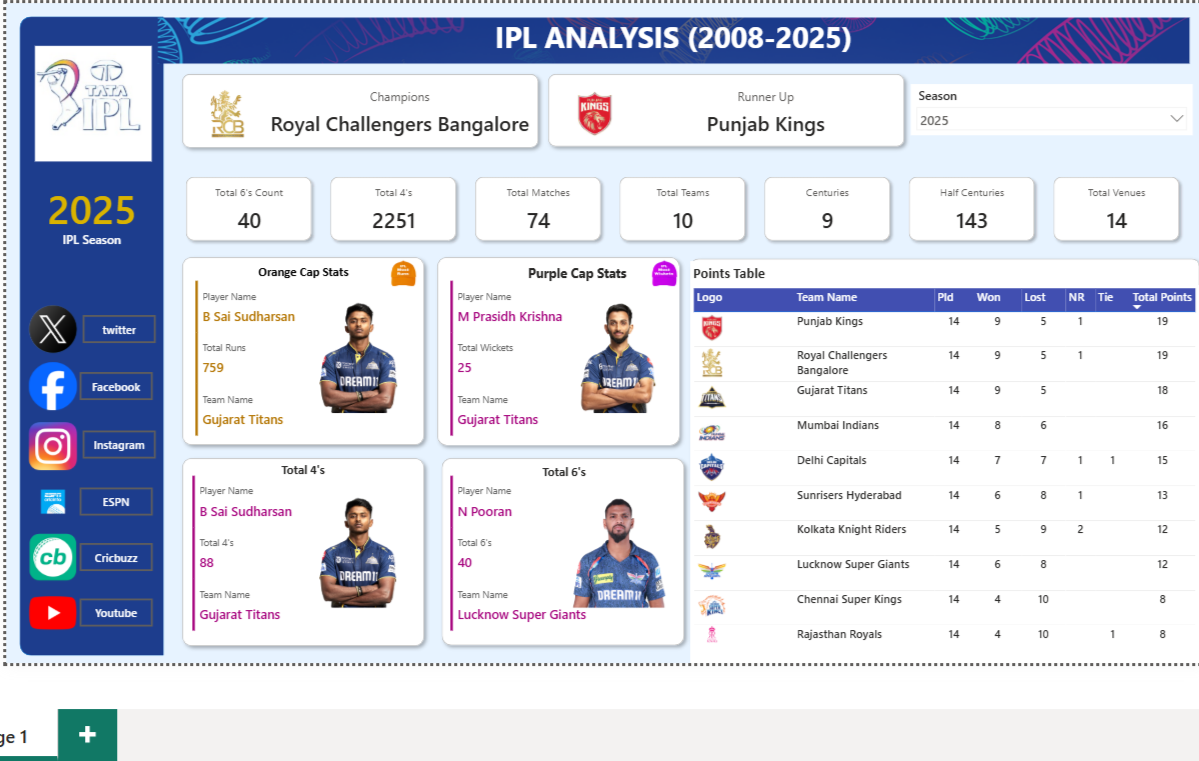 IPL ANALYSIS (2008-2025)
TATA
IPL
2025
IPL Season
twitter
Facebook
Instagram
ESPN
Cricbuzz
Youtube
RCB
Champions
Royal Challengers Bangalore
KINGS
Runner Up
Punjab Kings
Season
2025
Total 6's Count
40
Total 4's
2251
Total Matches
74
Total Teams
10
Centuries
9
Half Centuries
143
Total Venues
14
Orange Cap Stats
Player Name
B Sai Sudharsan
Total Runs
759
Team Name
Gujarat Titans
DREAM11
Purple Cap Stats
Player Name
M Prasidh Krishna
Total Wickets
25
Team Name
Gujarat Titans
DREAM11
Total 4's
Player Name
B Sai Sudharsan
Total 4's
88
Team Name
Gujarat Titans
DREAM11
Total 6's
Player Name
N Pooran
Total 6's
40
Team Name
Lucknow Super Giants
DREAM11
Points Table
Logo Team Name Pld Won Lost NR Tie Total Points
Punjab Kings 14 9 5 1 19
Royal Challengers
Bangalore 14 9 5 1 19
Gujarat Titans 14 9 5 18
Mumbai Indians 14 8 6 16
Delhi Capitals 14 7 7 1 1 15
Sunrisers Hyderabad 14 6 8 1 13
Kolkata Knight Riders 14 5 9 2 12
Lucknow Super Giants 14 6 8 12
Chennai Super Kings 14 4 10 8
Rajasthan Royals 14 4 10 1 8
ge 1
+